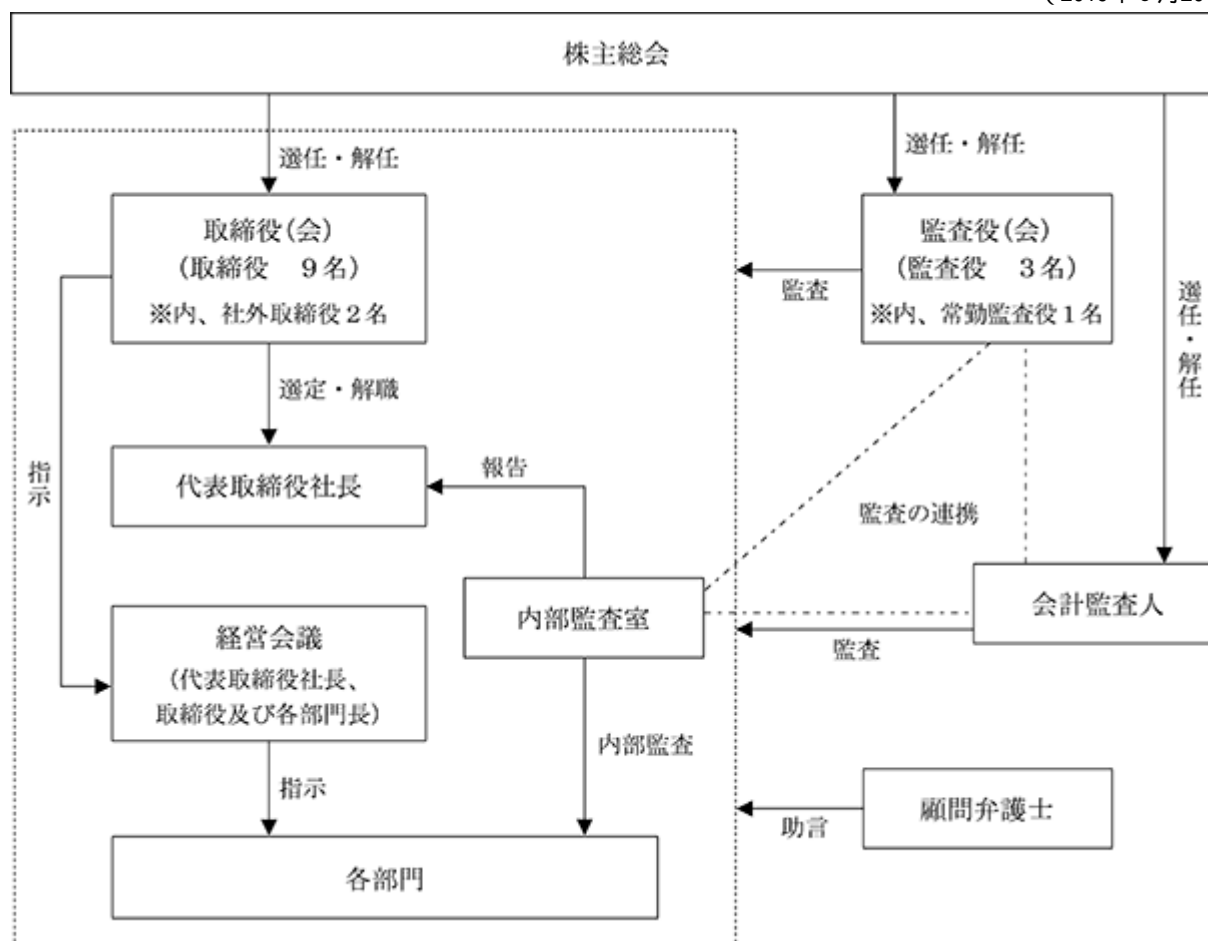 株主総会
選任・解任
選任・解任
取締役(会)
(取締役　9名)
※内、社外取締役2名
監査役(会)
(監査役　3名)
※内、常勤監査役1名
監査
選任・解任
選定・解職
指示
代表取締役社長
報告
監査の連携
内部監査室
会計監査人
監査
経営会議
(代表取締役社長、
取締役及び各部門長)
内部監査
指示
顧問弁護士
助言
各部門